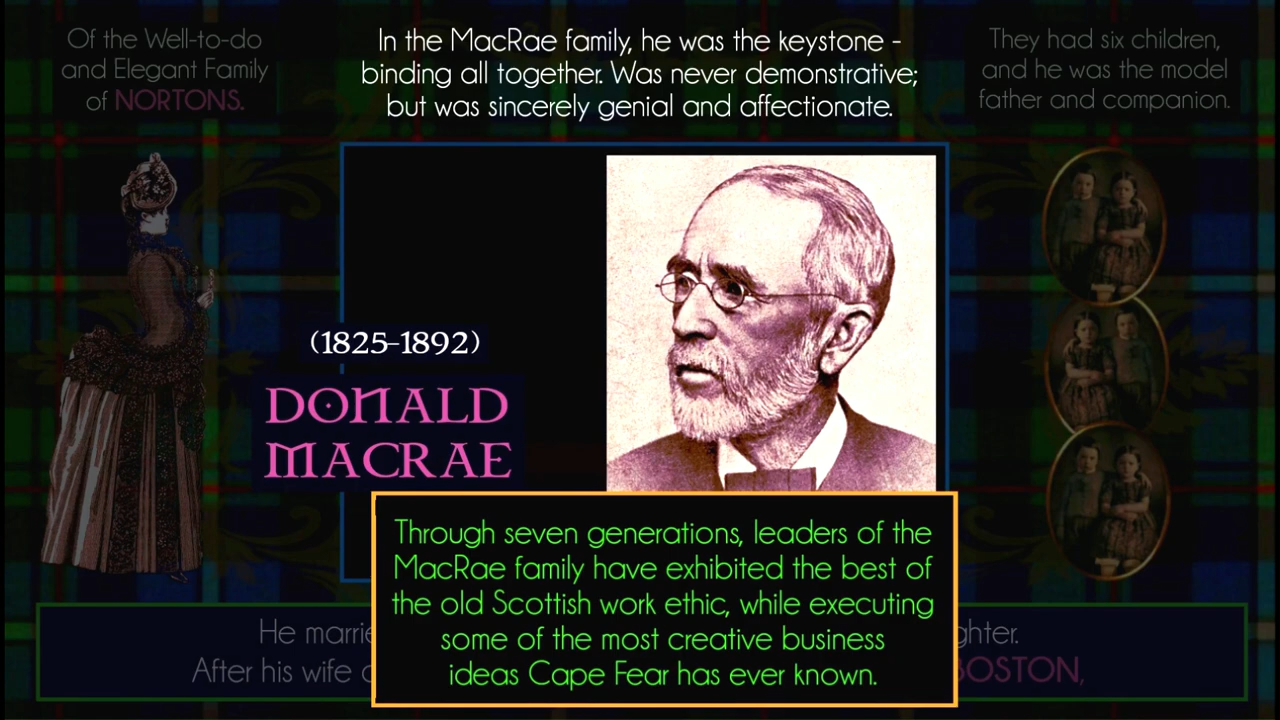 Of the Well-to-do
and Elegant Family
of NORTONS.
In the MacRae family, he was the keystone -
binding all together. Was never demonstrative;
but was sincerely genial and affectionate.
They had six children,
and he was the model
father and companion.
(1825-1892)
DONALD
MACRAE
Through seven generations, leaders of the
MacRae family have exhibited the best of
the old Scottish work ethic, while executing
some of the most creative business
ideas Cape Fear has ever known.
He
After his wife
BOSTON,